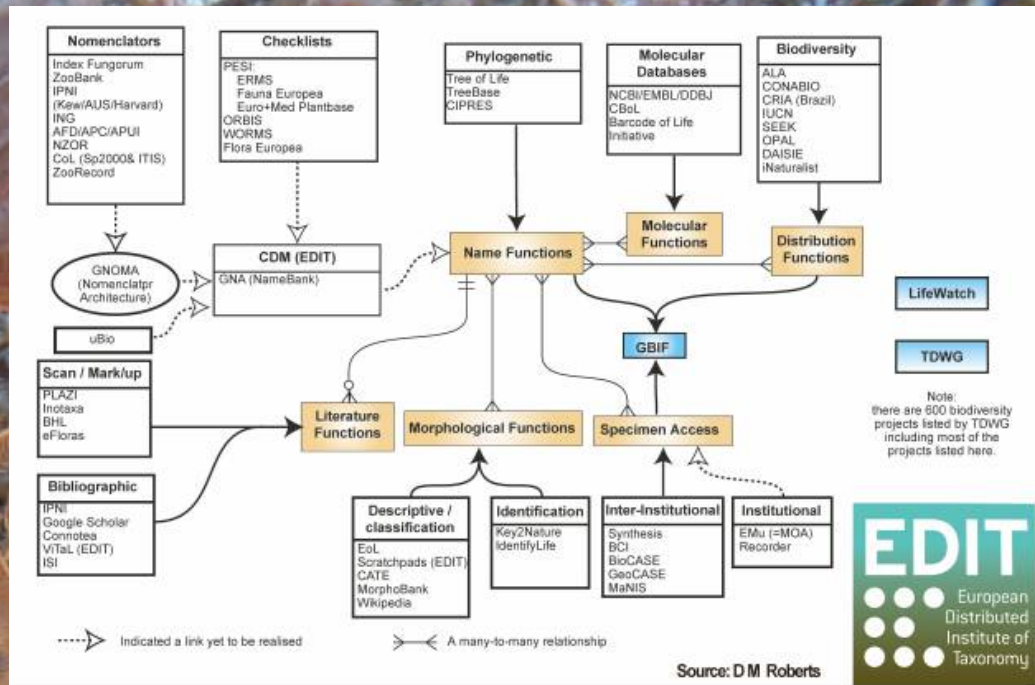 Nomenclators
Index Fungorum
ZooBank
IPNI
(Kew/AUS/Harvard)
ING
AFD/APC/APUI
NZOR
CoL (Sp2000& ITIS)
ZooRecord
Checklists
PESI:
ERMS
Fauna Europea
Euro+Med Plantbase
ORBIS
WORMS
Flora Europea
Phylogenetic
Tree of Life
TreeBase
CIPRES
Molecular
Databases
NCBI/EMBL/DDBJ
CBoL
Barcode of Life
Initiative
Biodiversity
ALA
CONABIO
CRIA (Brazil)
IUCN
SEEK
OPAL
DAISIE
iNaturalist
GNOMA
(Nomenclatpr
Architecture)
CDM (EDIT)
GNA (NameBank)
Name Functions
Molecular
Functions
Distribution
Functions
uBio
GBIF
LifeWatch
TDWG
Note:
there are 600 biodiversity
projects listed by TDWG
including most of the
projects listed here.
Scan / Mark/up
PLAZI
Inotaxa
BHL
eFloras
Literature
Functions
Morphological Functions
Specimen Access
Bibliographic
IPNI
Google Scholar
Connotea
ViTaL (EDIT)
ISI
Descriptive /
classification
EoL
Scratchpads (EDIT)
CATE
MorphoBank
Wikipedia
Identification
Key2Nature
IdentifyLife
Inter-Institutional
Synthesis
BCI
BioCASE
GeoCASE
MaNIS
Institutional
EMu (=MOA)
Recorder
EDIT
European
Distributed
Institute of
Taxonomy
Indicated a link yet to be realised
A many-to-many relationship
Source: D M Roberts